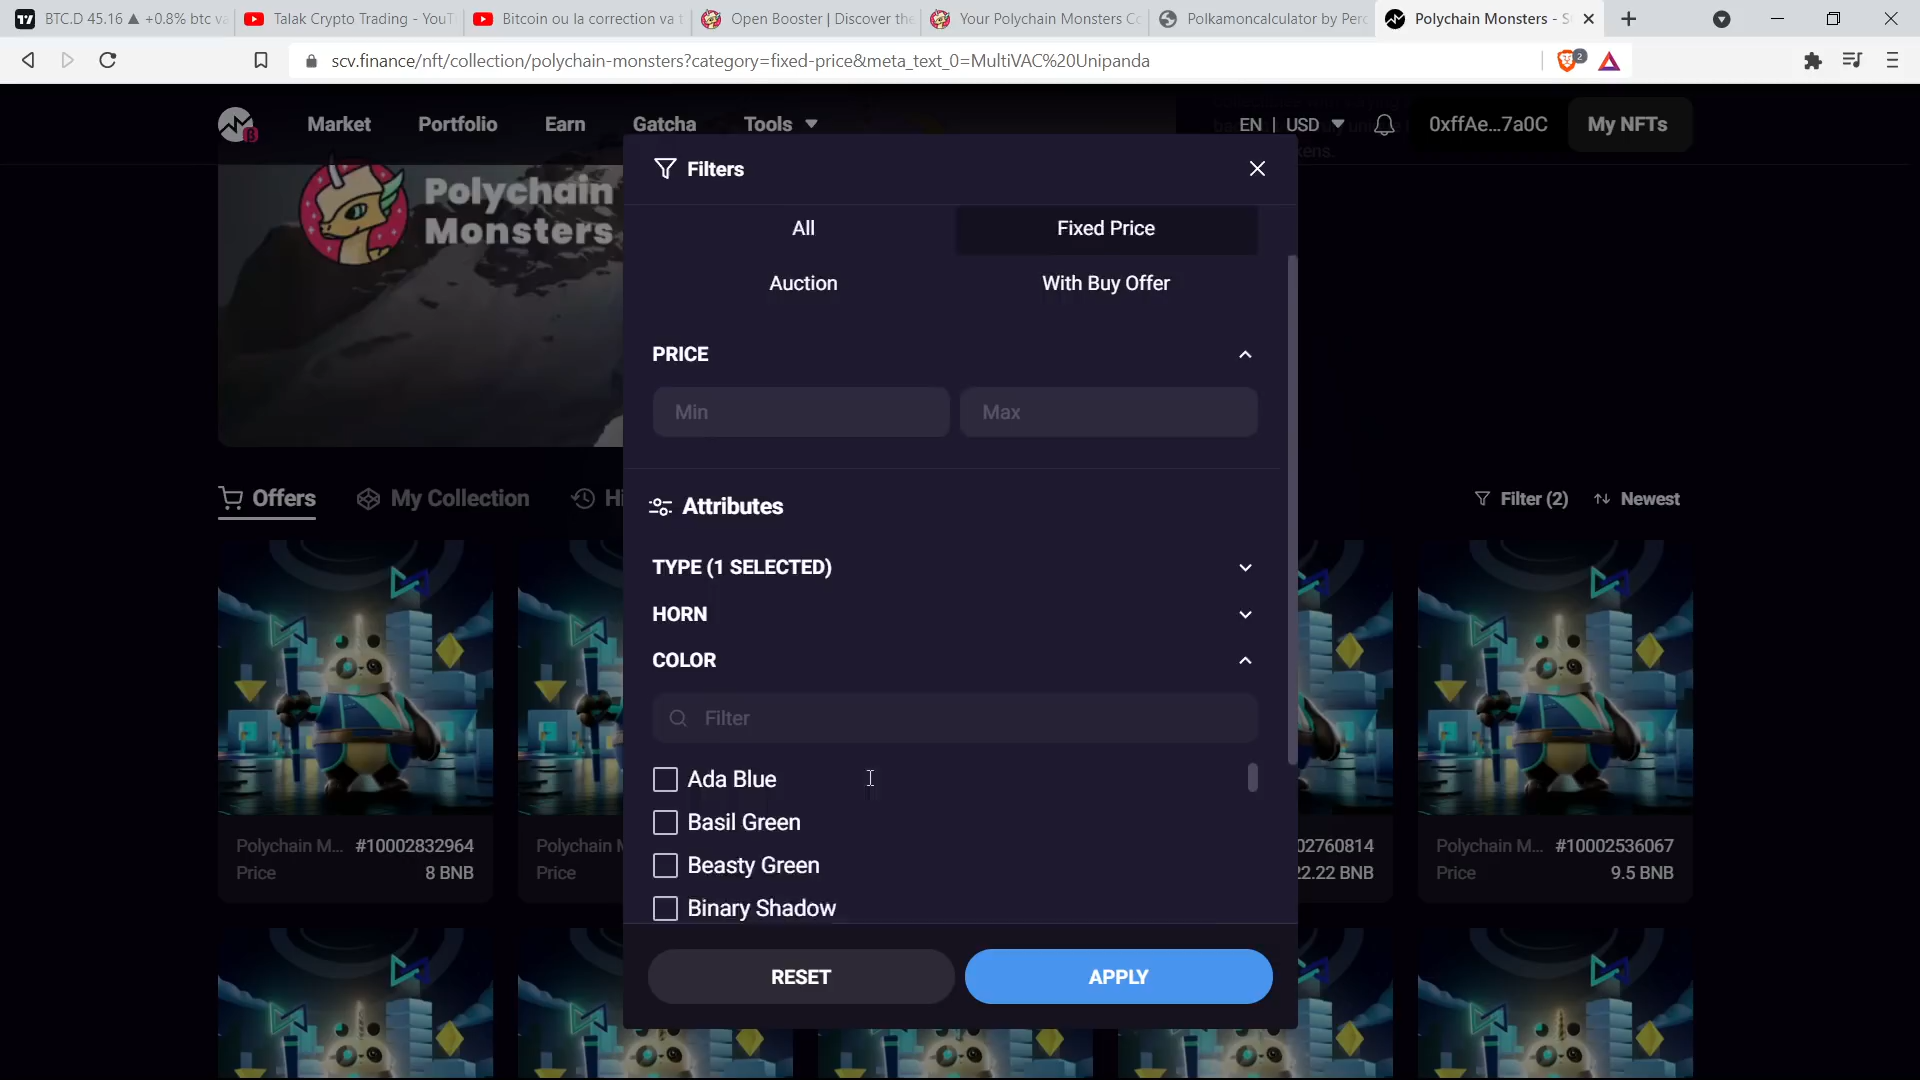 BTC.D 45.16 ▲ +0.8% btc
Talak Crypto Trading - YouT
Bitcoin ou la correction va
Open Booster | Discover the
Your Polychain Monsters Co
Polkamoncalculator by Perc
Polychain Monsters - S
scv.finance/nft/collection/polychain-monsters?category=fixed-price&meta_text_0=MultiVAC%20Unipanda
2
Market
Portfolio
Earn
Gatcha
Tools
EN | USD
0xffAe...7a0C
My NFTs
Polychain
Monsters
Filters
All
Fixed Price
Auction
With Buy Offer
PRICE
Min
Max
Offers
My Collection
Hi
Filter (2)
Newest
Attributes
TYPE (1 SELECTED)
HORN
COLOR
Filter
Ada Blue
Basil Green
Beasty Green
Binary Shadow
RESET
APPLY
Polychain M... #10002832964
Price 8 BNB
Polychain M
Price
02760814
22.22 BNB
Polychain M... #10002536067
Price 9.5 BNB